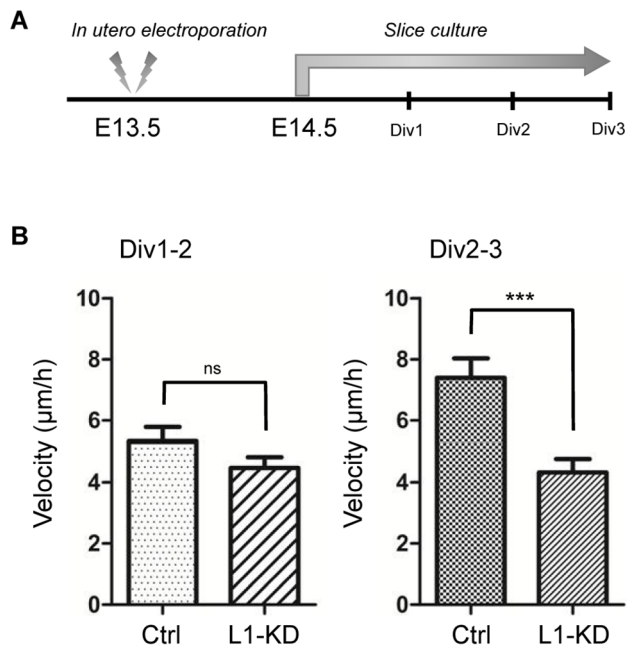 A
In utero electroporation
Slice culture
E13.5
E14.5
Div1
Div2
Div3
B
Div1-2
Velocity (µm/h)
10
8
6
4
2
0
ns
Ctrl
L1-KD
Div2-3
Velocity (µm/h)
10
8
6
4
2
0
***
Ctrl
L1-KD